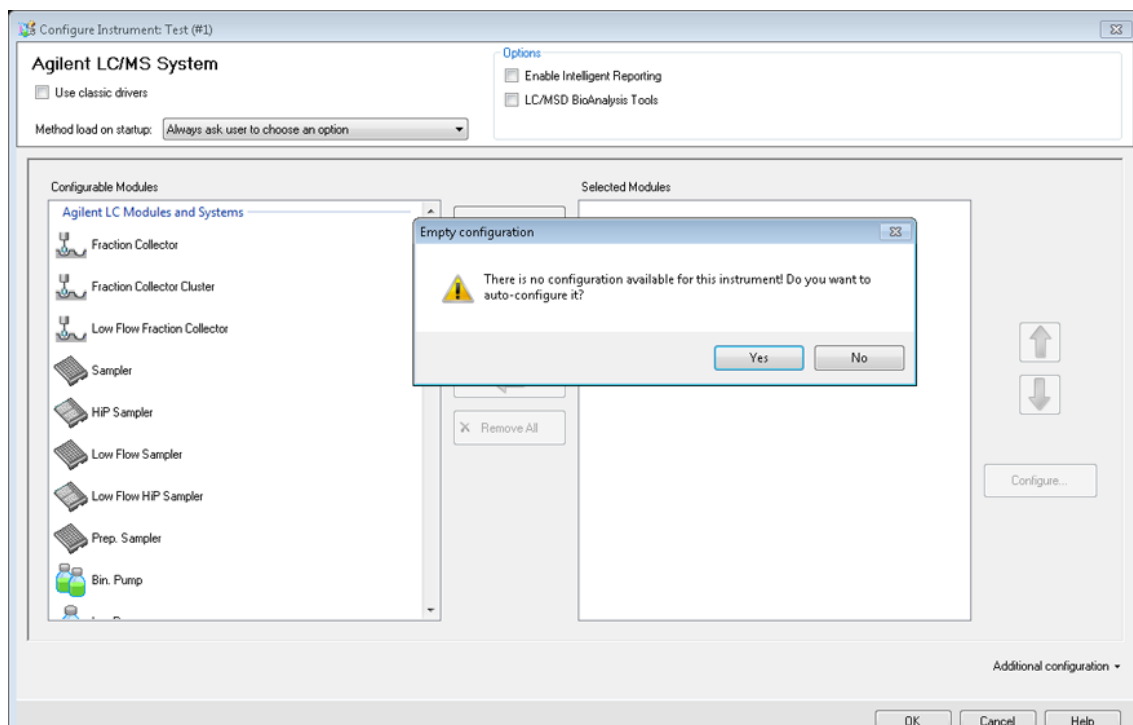 Configure Instrument: Test (#1)
Agilent LC/MS System
Use classic drivers
Method load on startup: Always ask user to choose an option
Options
Enable Intelligent Reporting
LC/MSD BioAnalysis Tools
Configurable Modules
Selected Modules
Agilent LC Modules and Systems
Fraction Collector
Fraction Collector Cluster
Low Flow Fraction Collector
Sampler
HiP Sampler
Low Flow Sampler
Low Flow HiP Sampler
Prep. Sampler
Bin. Pump
Empty configuration
There is no configuration available for this instrument! Do you want to
auto-configure it?
Yes No
Remove All
Configure...
Additional configuration
OK Cancel Help